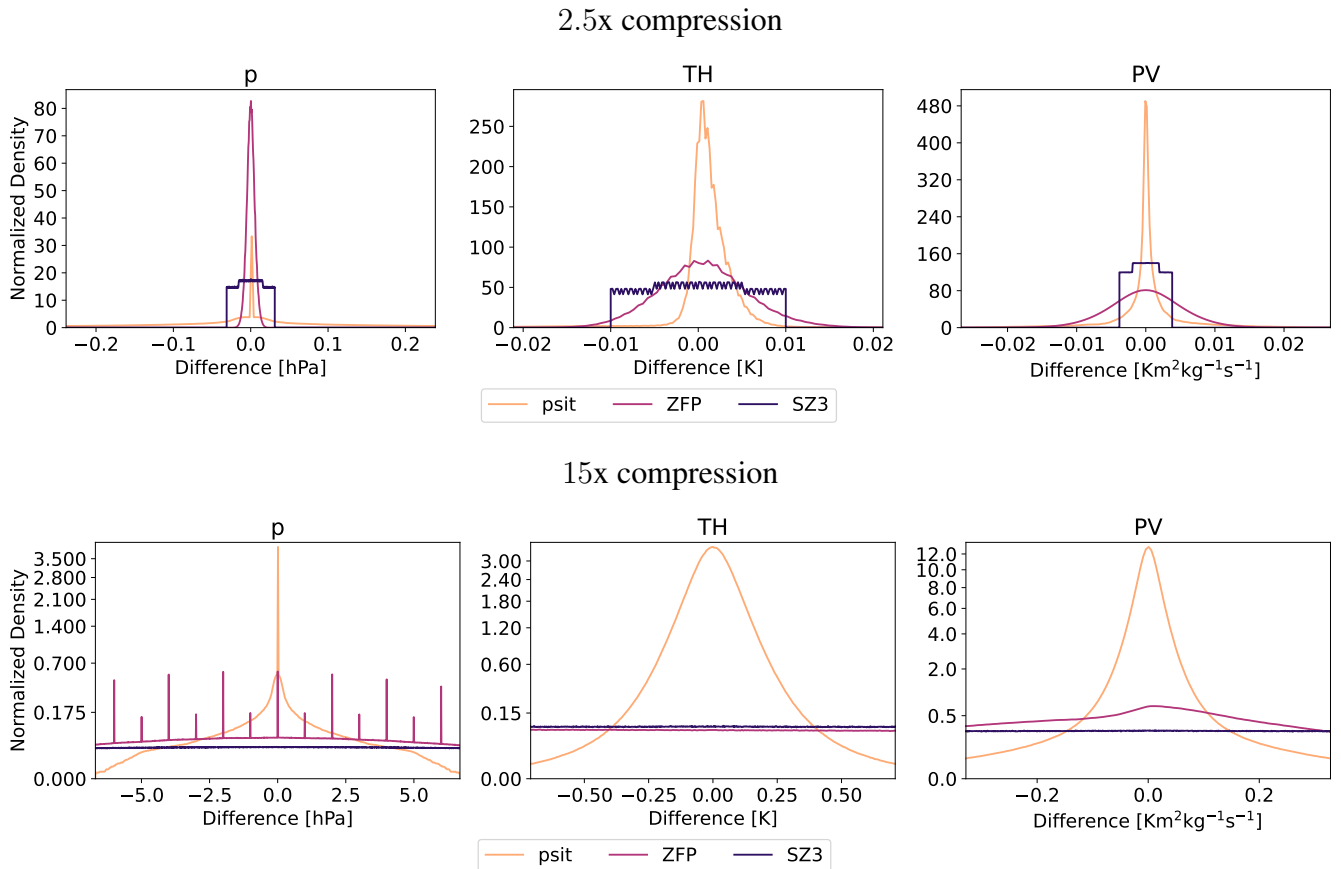 2.5x compression
p
TH
PV
Normalized Density
80
70
60
50
40
30
20
10
0
250
200
150
100
50
0
480
400
320
240
160
80
0
−0.2 −0.1 0.0 0.1 0.2
−0.02 −0.01 0.00 0.01 0.02
−0.02 −0.01 0.00 0.01 0.02
Difference [hPa]
Difference [K]
Difference [Km²kg⁻¹s⁻¹]
psit ZFP SZ3
15x compression
p
TH
PV
Normalized Density
3.500
2.800
2.100
1.400
0.700
0.175
0.000
3.00
2.40
1.80
1.20
0.60
0.15
0.00
12.0
10.0
8.0
6.0
4.0
2.0
0.5
0.0
−5.0 −2.5 0.0 2.5 5.0
−0.50 −0.25 0.00 0.25 0.50
−0.2 0.0 0.2
Difference [hPa]
Difference [K]
Difference [Km²kg⁻¹s⁻¹]
psit ZFP SZ3